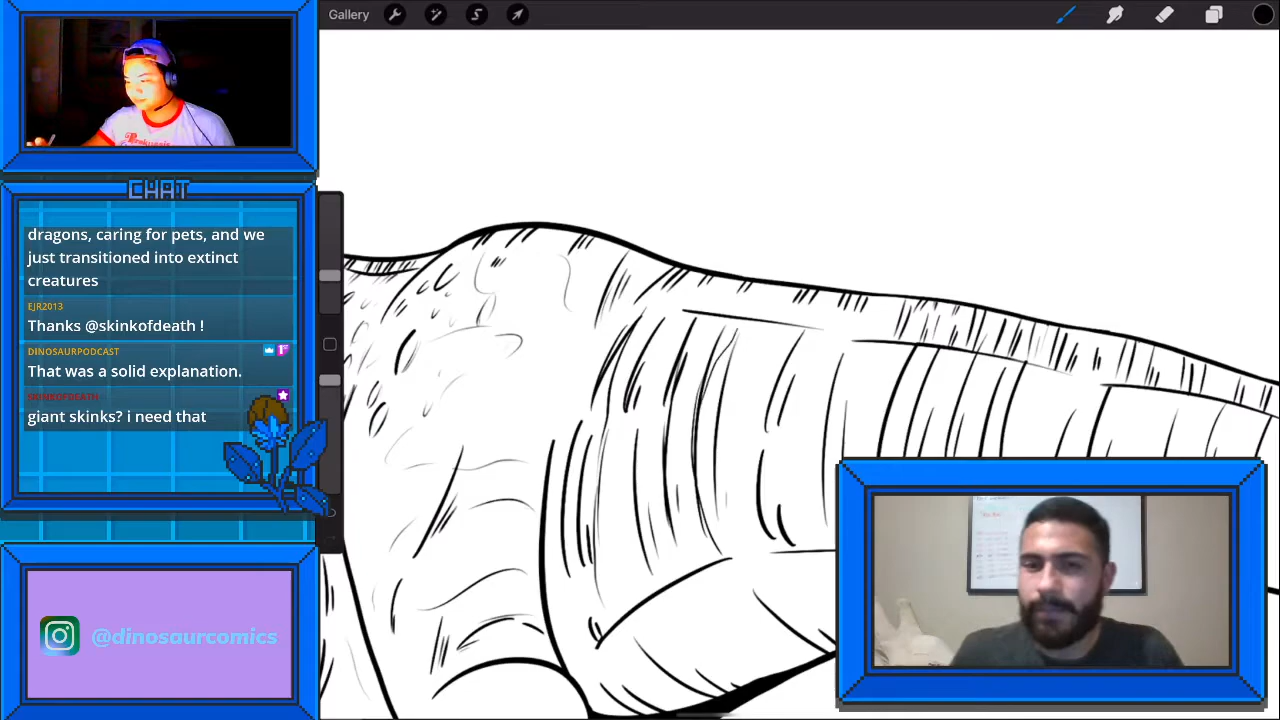 Gallery
CHAT
dragons, caring for pets, and we
just transitioned into extinct
creatures
EJR2013
Thanks @skinkofdeath !
DINOSAURPODCAST
That was a solid explanation.
SKINKOFDEATH
giant skinks? i need that
@dinosaurcomics